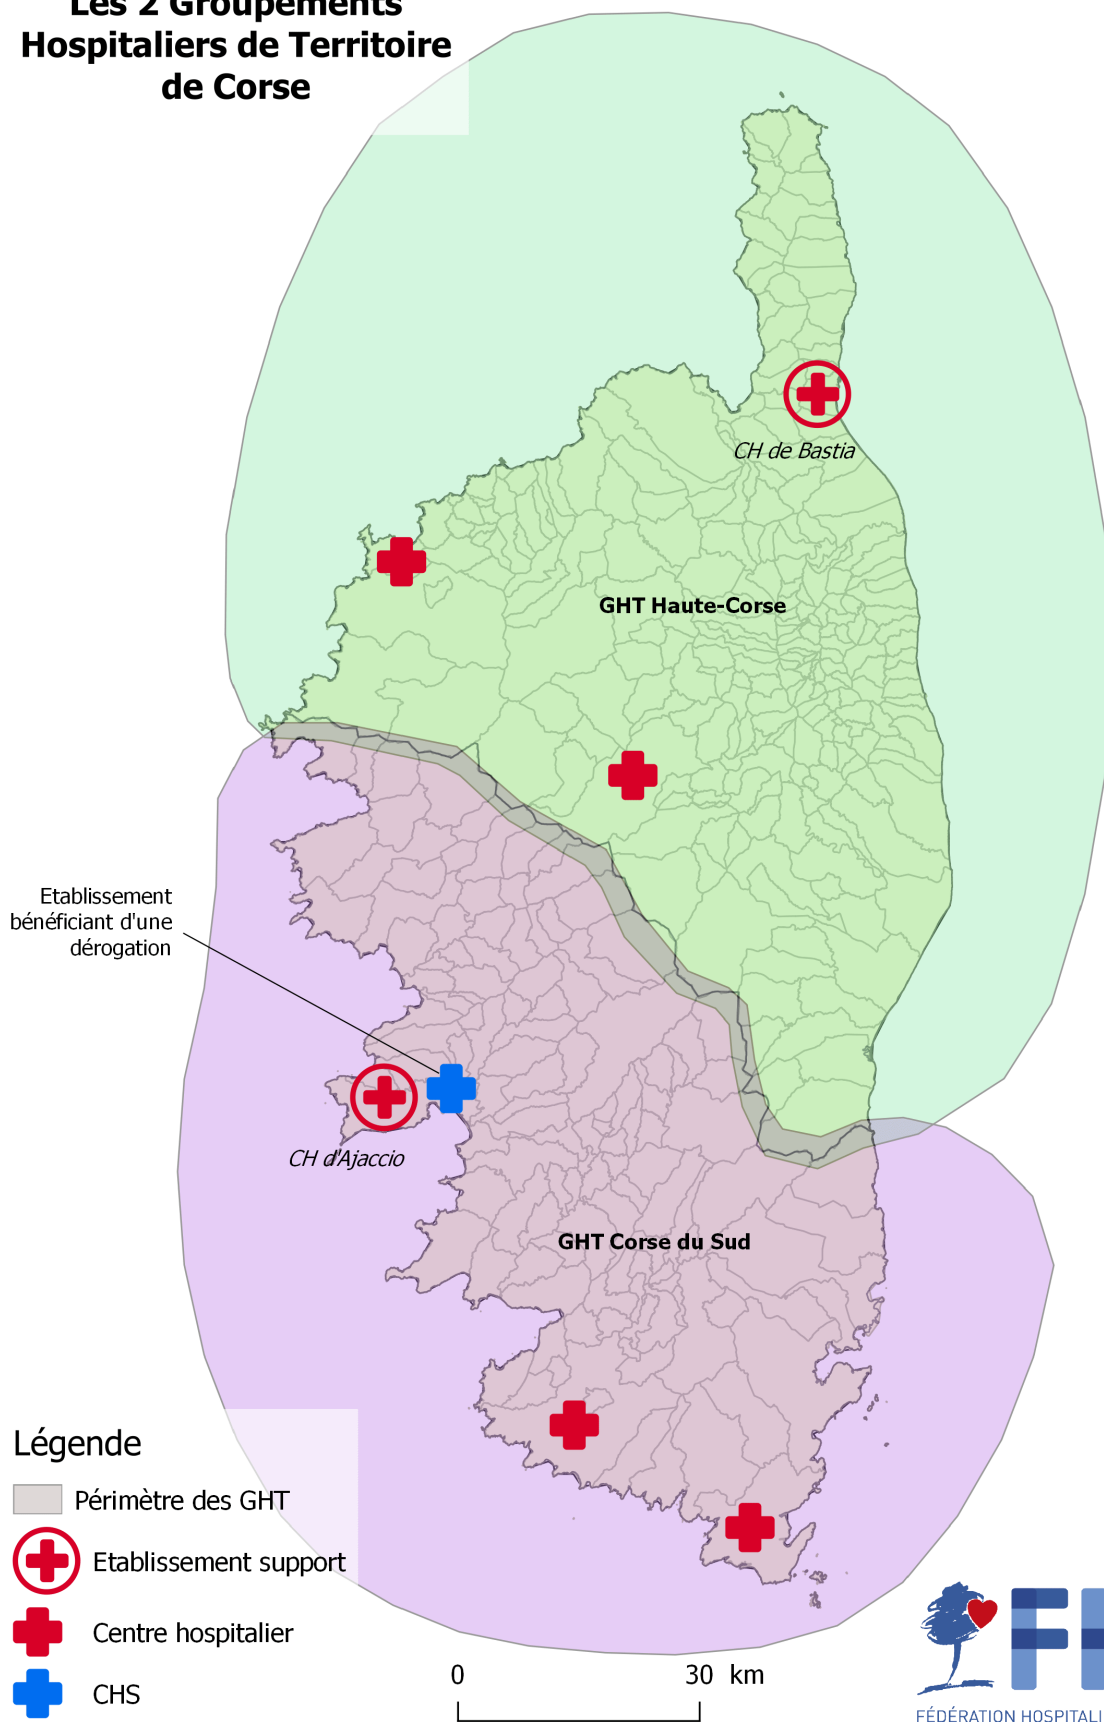 Les 2 Groupements
Hospitaliers de Territoire
de Corse
CH de Bastia
GHT Haute-Corse
Etablissement
bénéficiant d'une
dérogation
CH d'Ajaccio
GHT Corse du Sud
Légende
Périmètre des GHT
Etablissement support
Centre hospitalier
CHS
0 30 km
FÉDÉRATION HOSPITALI